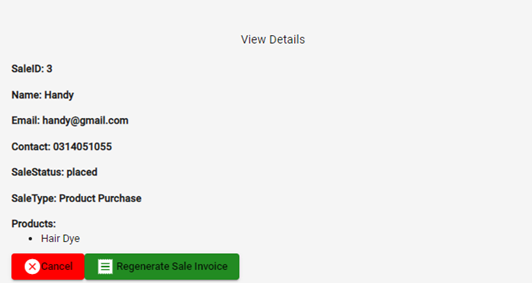 View Details
SaleID: 3
Name: Handy
Email: handy@gmail.com
Contact: 0314051055
SaleStatus: placed
SaleType: Product Purchase
Products:
• Hair Dye
Cancel
Regenerate Sale Invoice